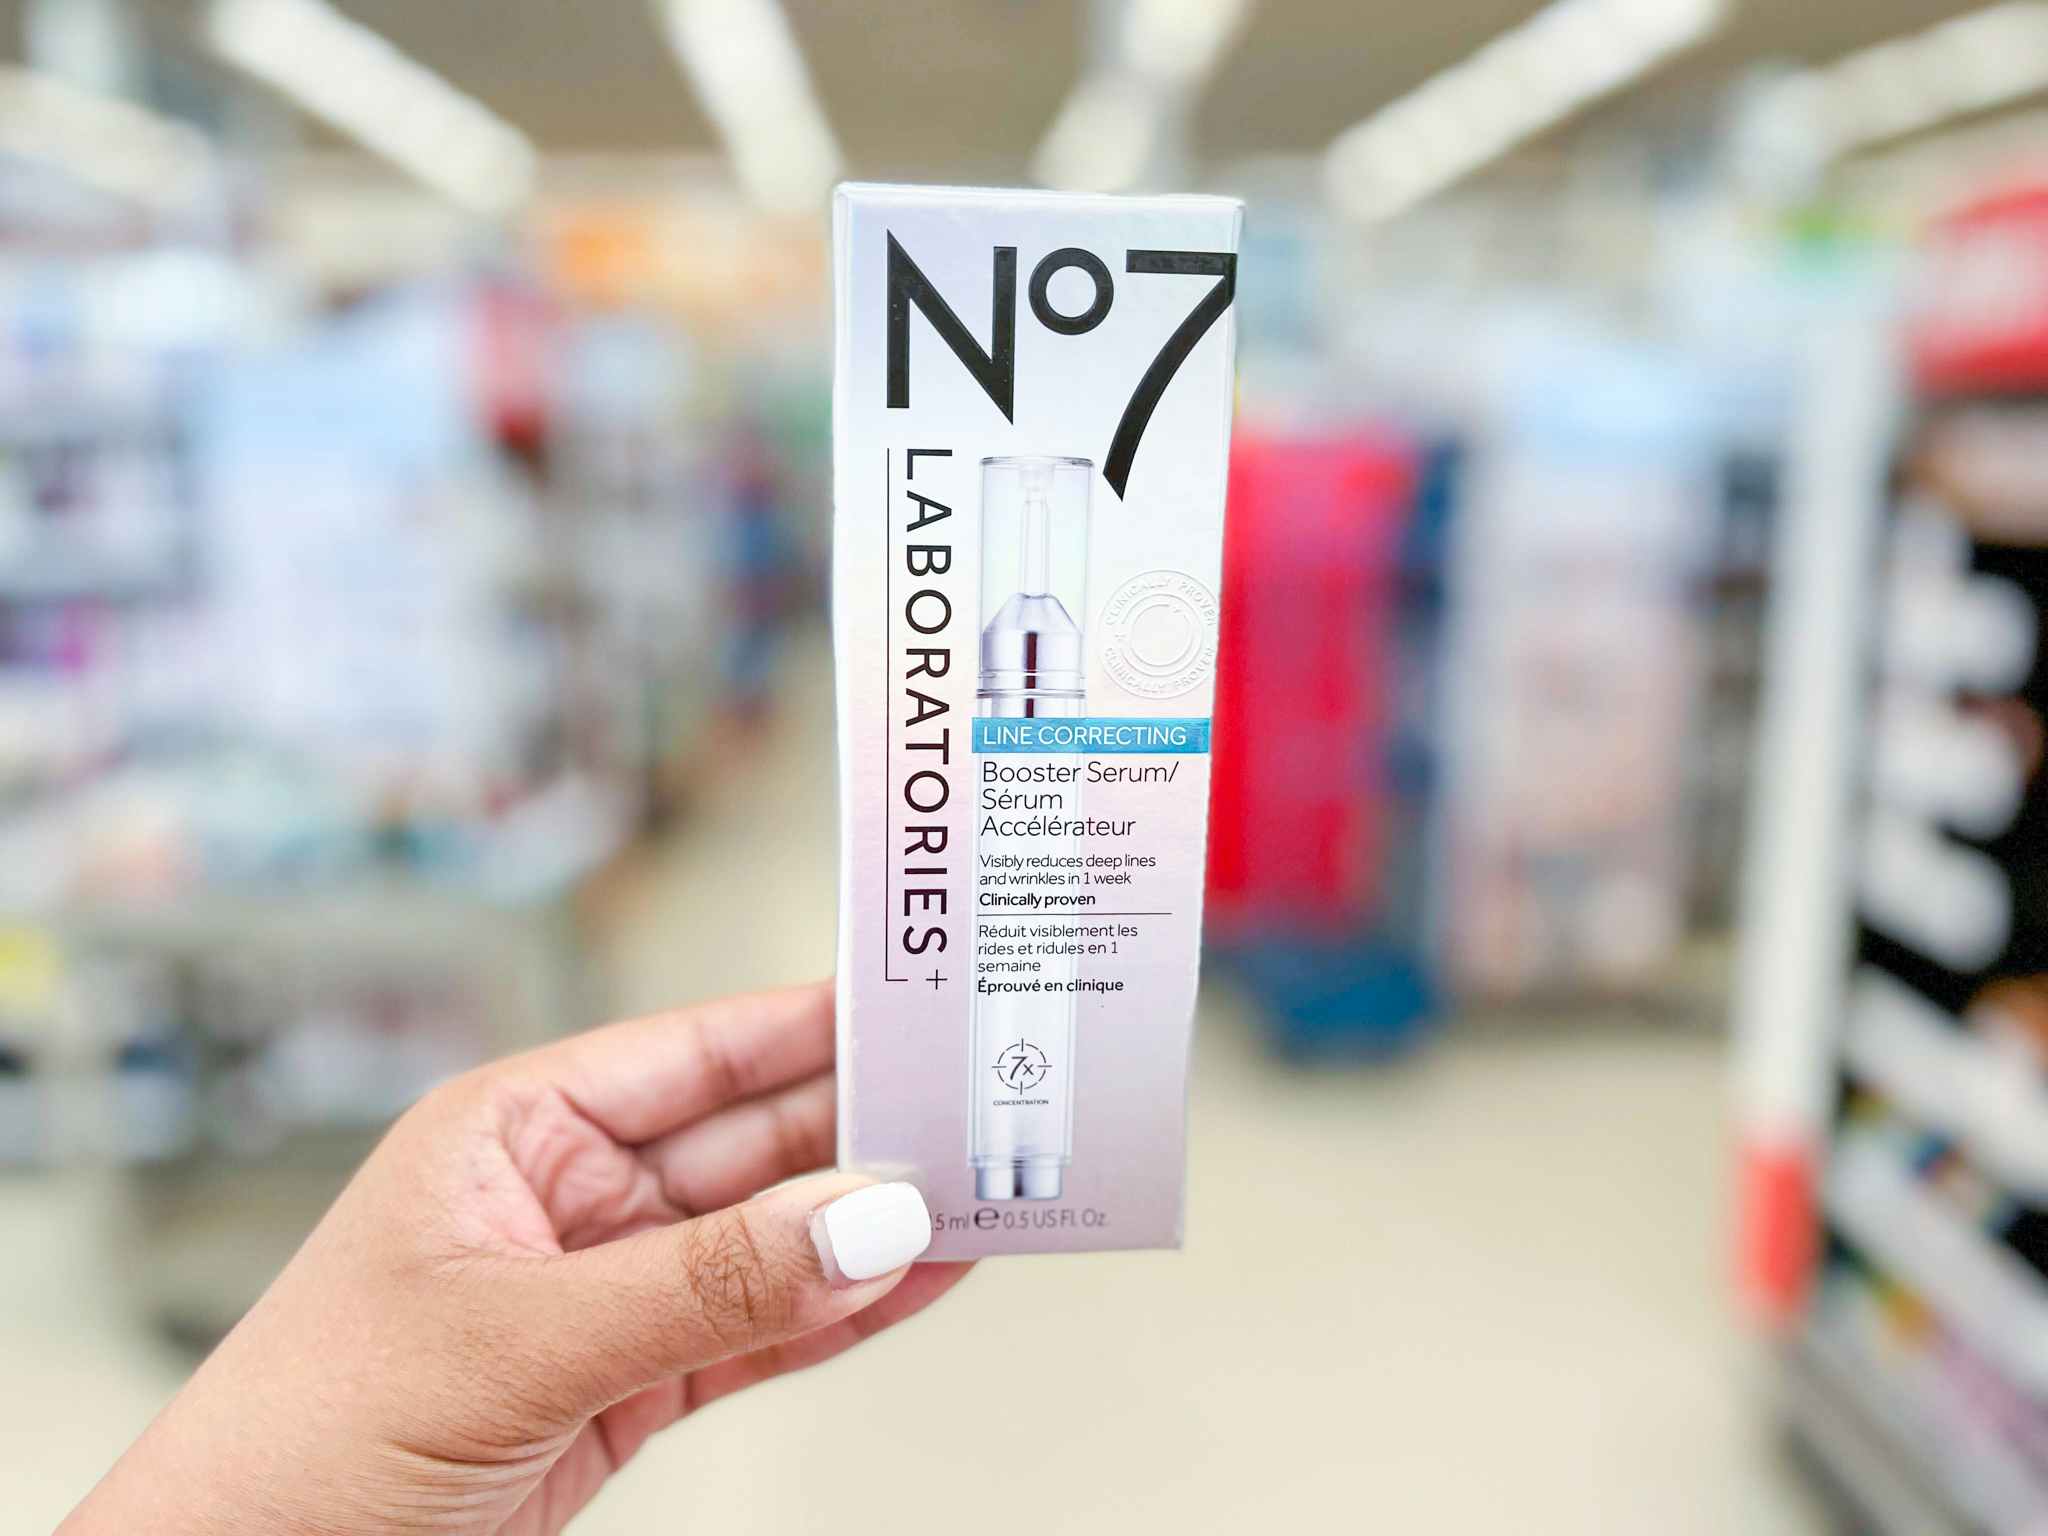 No7
LABORATORIES
+
CLINICALLY PROVEN
CLINICALLY PROVEN
LINE CORRECTING
Booster Serum/
Sérum
Accélérateur
Visibly reduces deep lines
and wrinkles in 1 week
Clinically proven
Réduit visiblement les
rides et ridules en 1
semaine
Éprouvé en clinique
7x
CONCENTRATION
5 ml ℮ 0.5 US Fl. Oz.